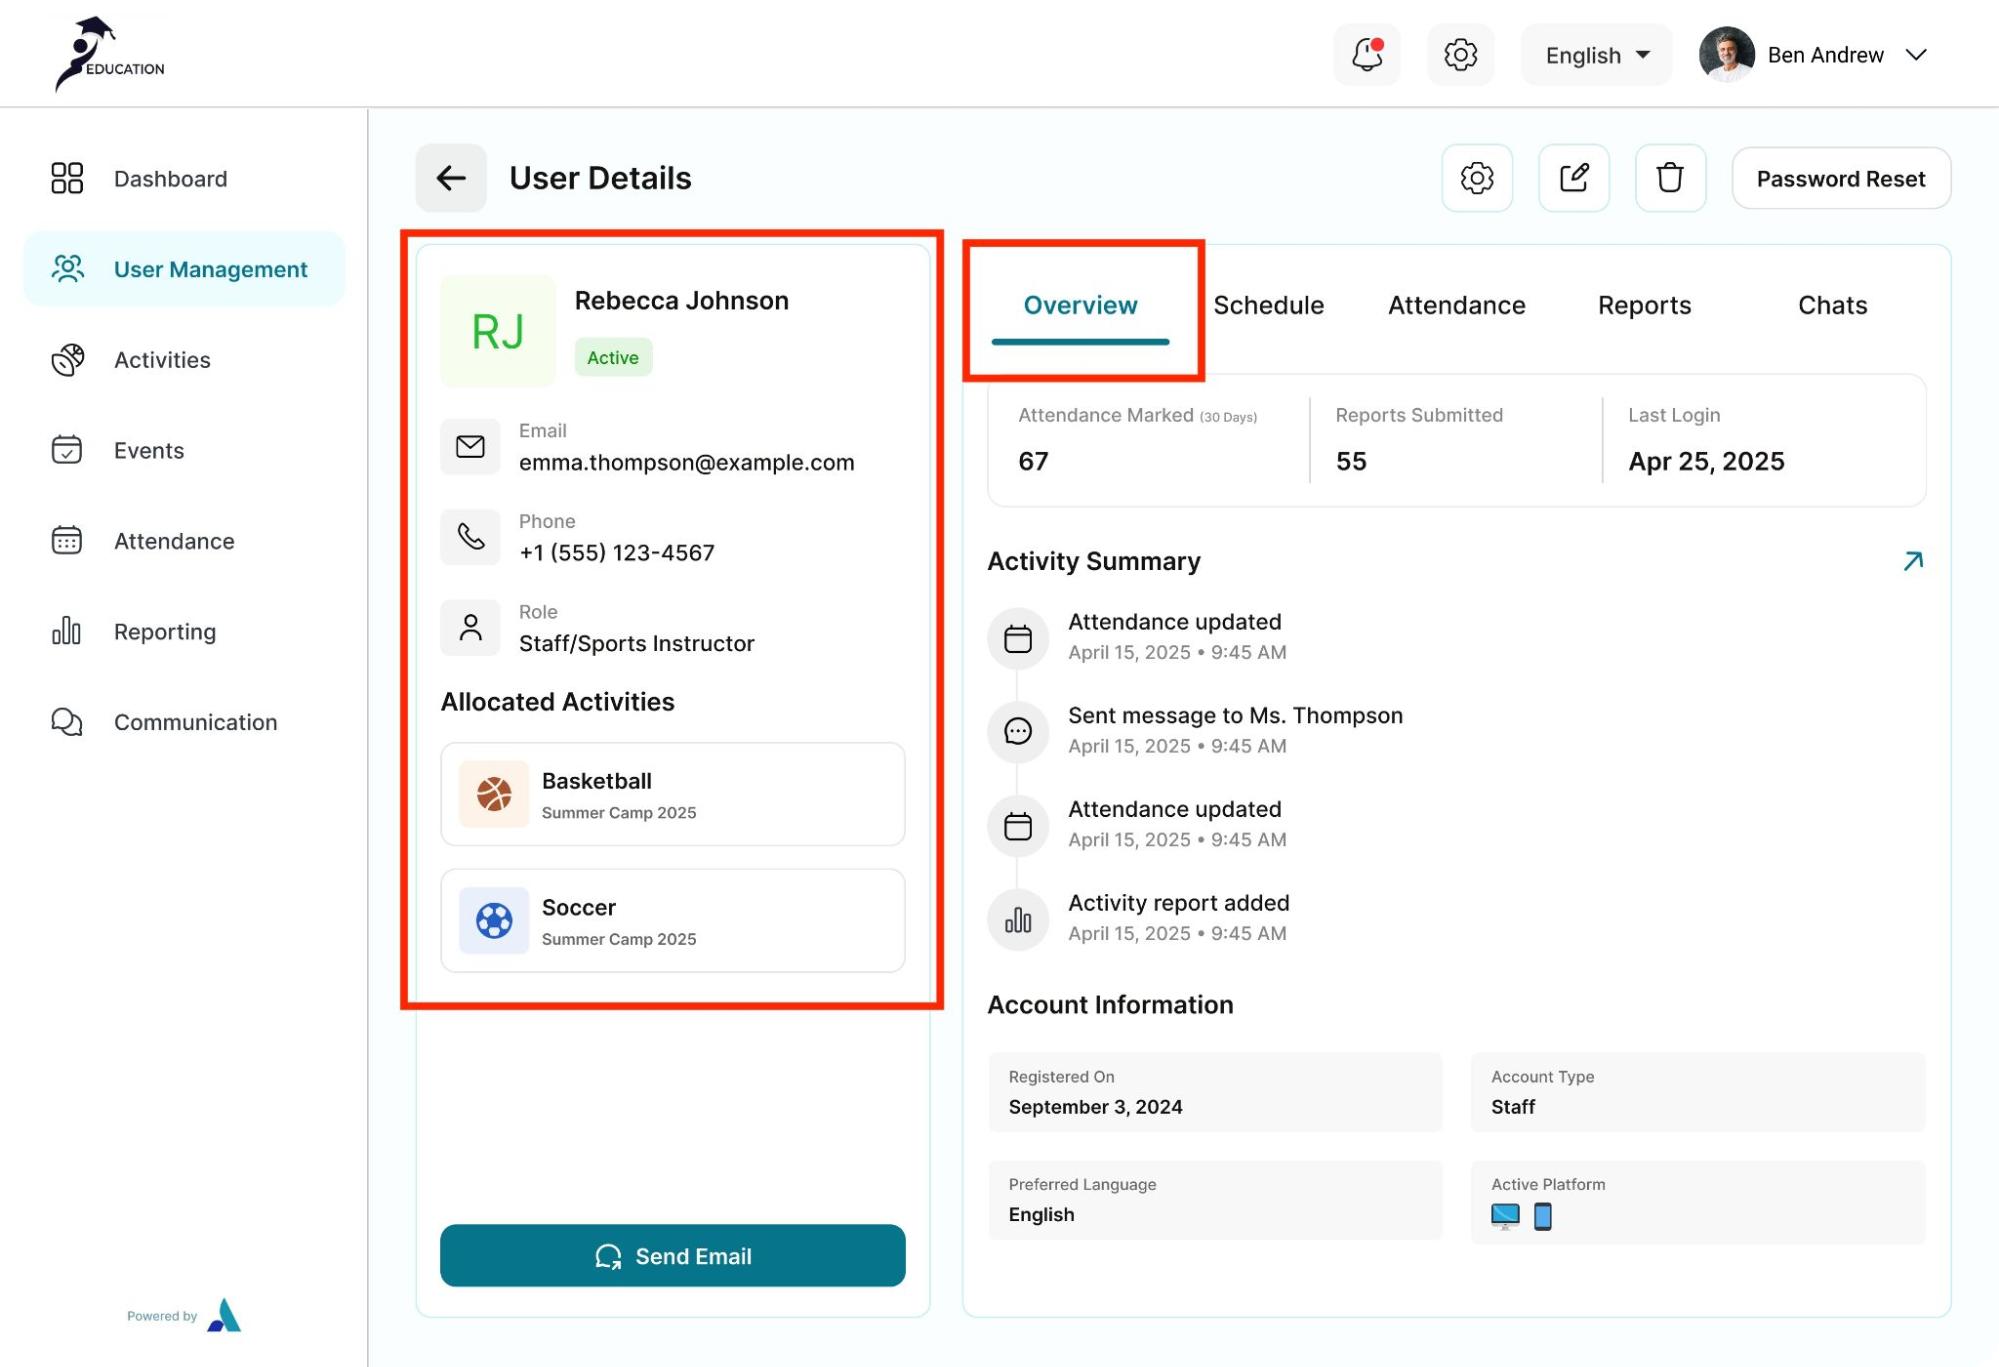 EDUCATION
English
Ben Andrew
Dashboard
User Management
Activities
Events
Attendance
Reporting
Communication
Powered by
User Details
Password Reset
RJ
Rebecca Johnson
Active
Email
emma.thompson@example.com
Phone
+1 (555) 123-4567
Role
Staff/Sports Instructor
Allocated Activities
Basketball
Summer Camp 2025
Soccer
Summer Camp 2025
Send Email
Overview
Schedule
Attendance
Reports
Chats
Attendance Marked (30 Days)
67
Reports Submitted
55
Last Login
Apr 25, 2025
Activity Summary
Attendance updated
April 15, 2025 • 9:45 AM
Sent message to Ms. Thompson
April 15, 2025 • 9:45 AM
Attendance updated
April 15, 2025 • 9:45 AM
Activity report added
April 15, 2025 • 9:45 AM
Account Information
Registered On
September 3, 2024
Account Type
Staff
Preferred Language
English
Active Platform